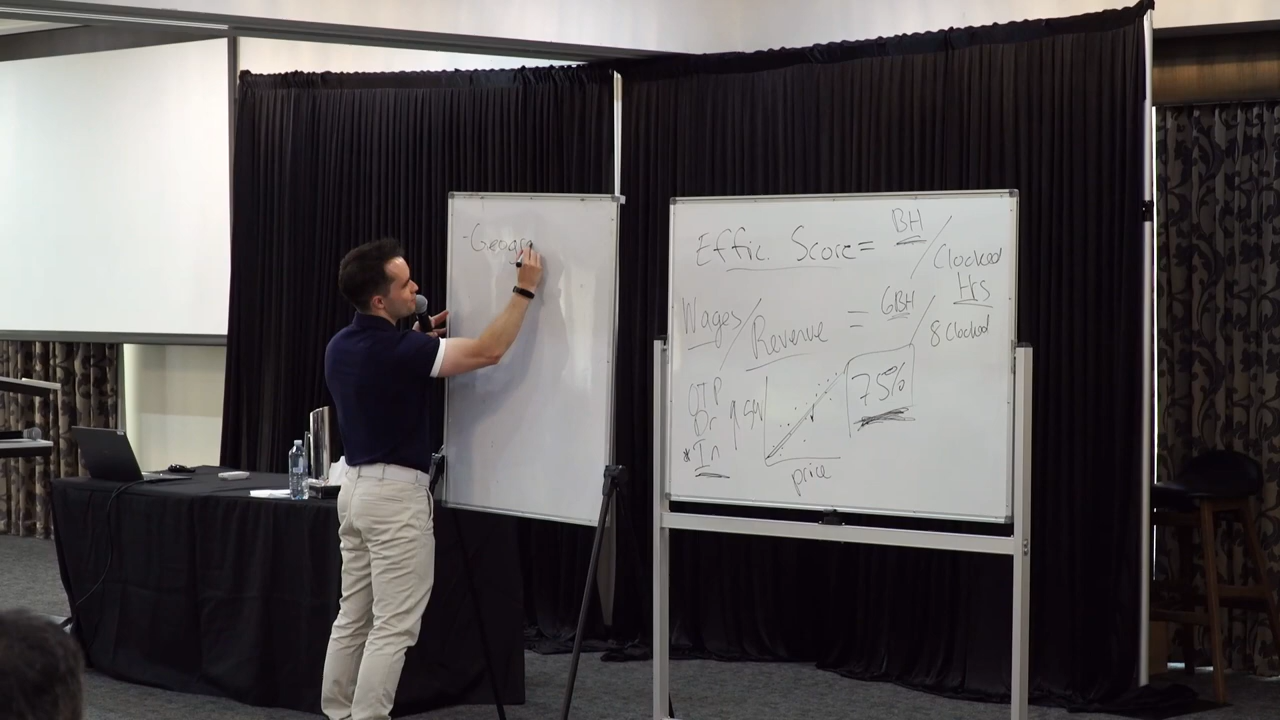 -Geogra
Effic. Score = BH / Clocked Hrs
Wages / Revenue = 6BH / 8 Clocked
75%
OTP
Dr
* In
price